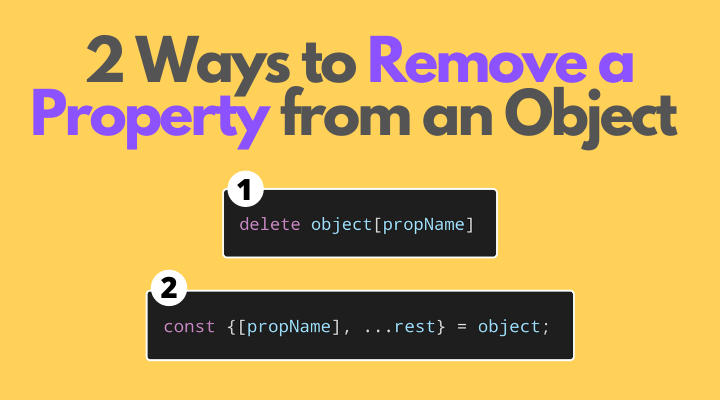 2 Ways to Remove a
Property from an Object
1
delete object[propName]
2
const {[propName], ...rest} = object;